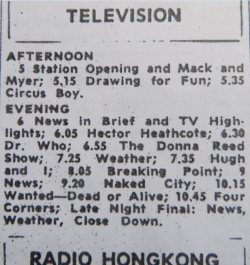 TELEVISION
AFTERNOON
5 Station Opening and Mack and
Myer; 5.15 Drawing for Fun; 5.35
Circus Boy.
EVENING
6 News in Brief and TV High-
lights; 6.05 Hector Heathcote; 6.30
Dr. Who; 6.55 The Donna Reed
Show; 7.25 Weather; 7.35 Hugh
and I; 8.05 Breaking Point; 9
News; 9.20 Naked City; 10.15
Wanted—Dead or Alive; 10.45 Four
Corners; Late Night Final: News,
Weather, Close Down.
RADIO HONGKONG